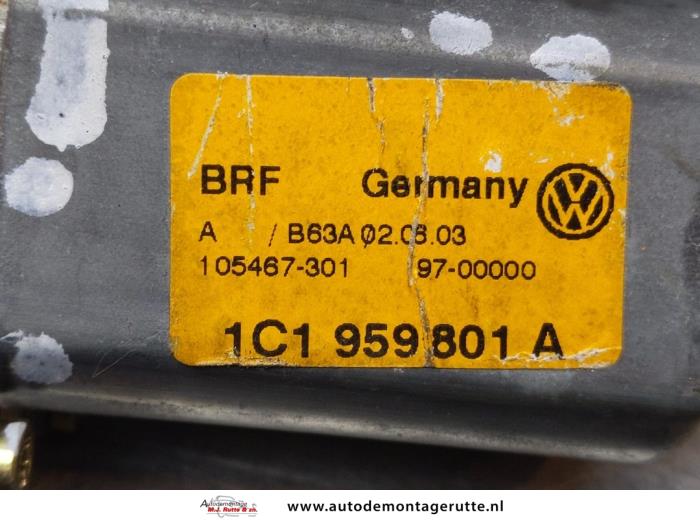 BRF Germany
A / B63A 02.06.03
105467-301 97-00000
1C1 959 801 A
Autodemontage
M.J. Rutte & zn.
www.autodemontagerutte.nl